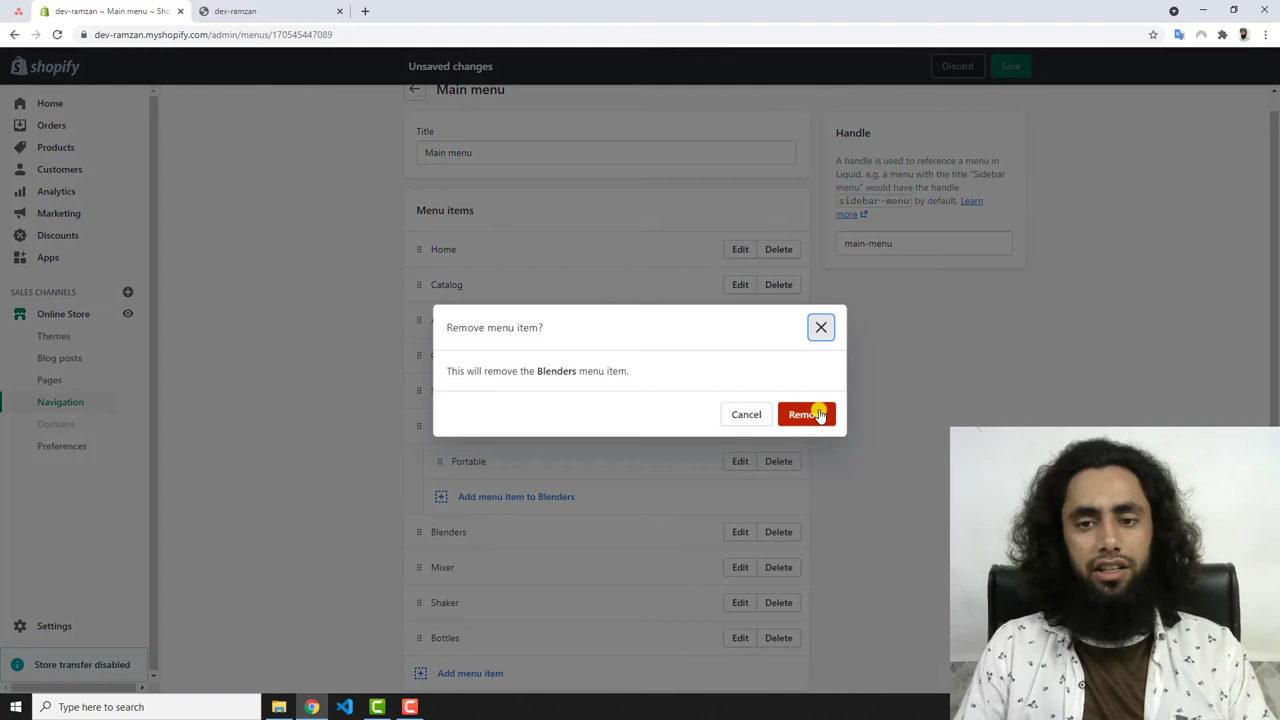 dev-ramzan ~ Main menu ~ Sh
dev-ramzan
dev-ramzan.myshopify.com/admin/menus/170545447089
shopify
Unsaved changes
Discard
Save
Home
Orders
Products
Customers
Analytics
Marketing
Discounts
Apps
SALES CHANNELS
Online Store
Themes
Blog posts
Pages
Navigation
Domains
Preferences
Settings
Store transfer disabled
Main menu
Title
Main menu
Menu items
Home Edit Delete
Catalog Edit Delete
Handle
A handle is used to reference a menu in
Liquid. e.g. a menu with the title "Sidebar
menu" would have the handle
sidebar-menu by default. Learn
more
main-menu
Remove menu item?
This will remove the Blenders menu item.
Cancel
Portable Edit Delete
Add menu item to Blenders
Blenders Edit Delete
Mixer Edit Delete
Shaker Edit Delete
Bottles Edit Delete
Add menu item
Type here to search